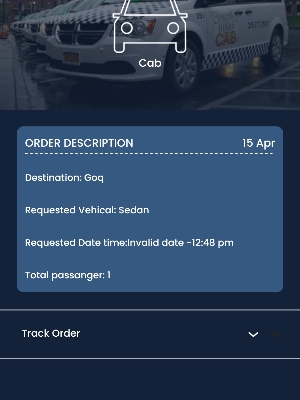 CAB
Cab
ORDER DESCRIPTION 15 Apr
Destination: Goq
Requested Vehical: Sedan
Requested Date time:Invalid date -12:48 pm
Total passanger: 1
Track Order